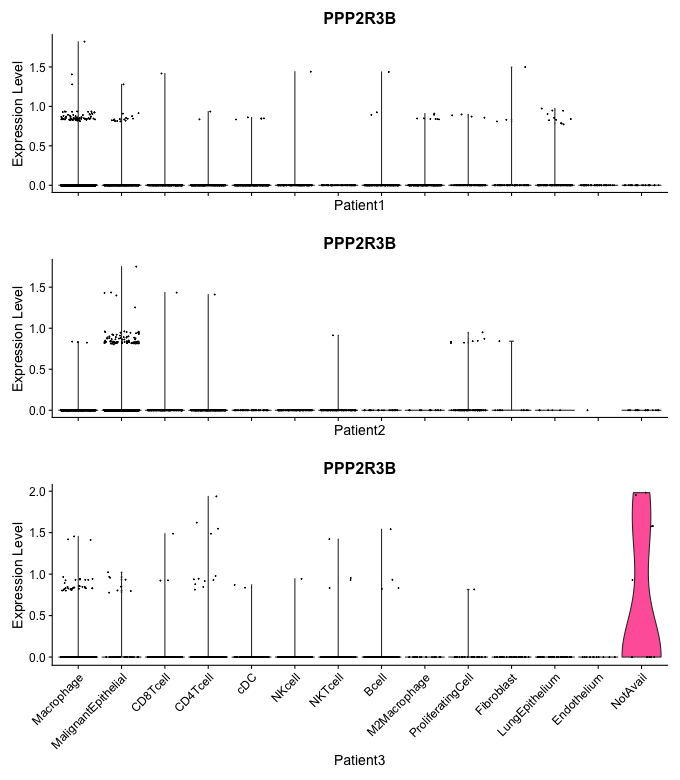 PPP2R3B
Expression Level
1.5
1.0
0.5
0.0
Patient1
PPP2R3B
Expression Level
1.5
1.0
0.5
0.0
Patient2
PPP2R3B
Expression Level
2.0
1.5
1.0
0.5
0.0
Macrophage
MalignantEpithelial
CD8Tcell
CD4Tcell
cDC
NKcell
NKTcell
Bcell
M2Macrophage
ProliferatingCell
Fibroblast
LungEpithelium
Endothelium
NotAvail
Patient3